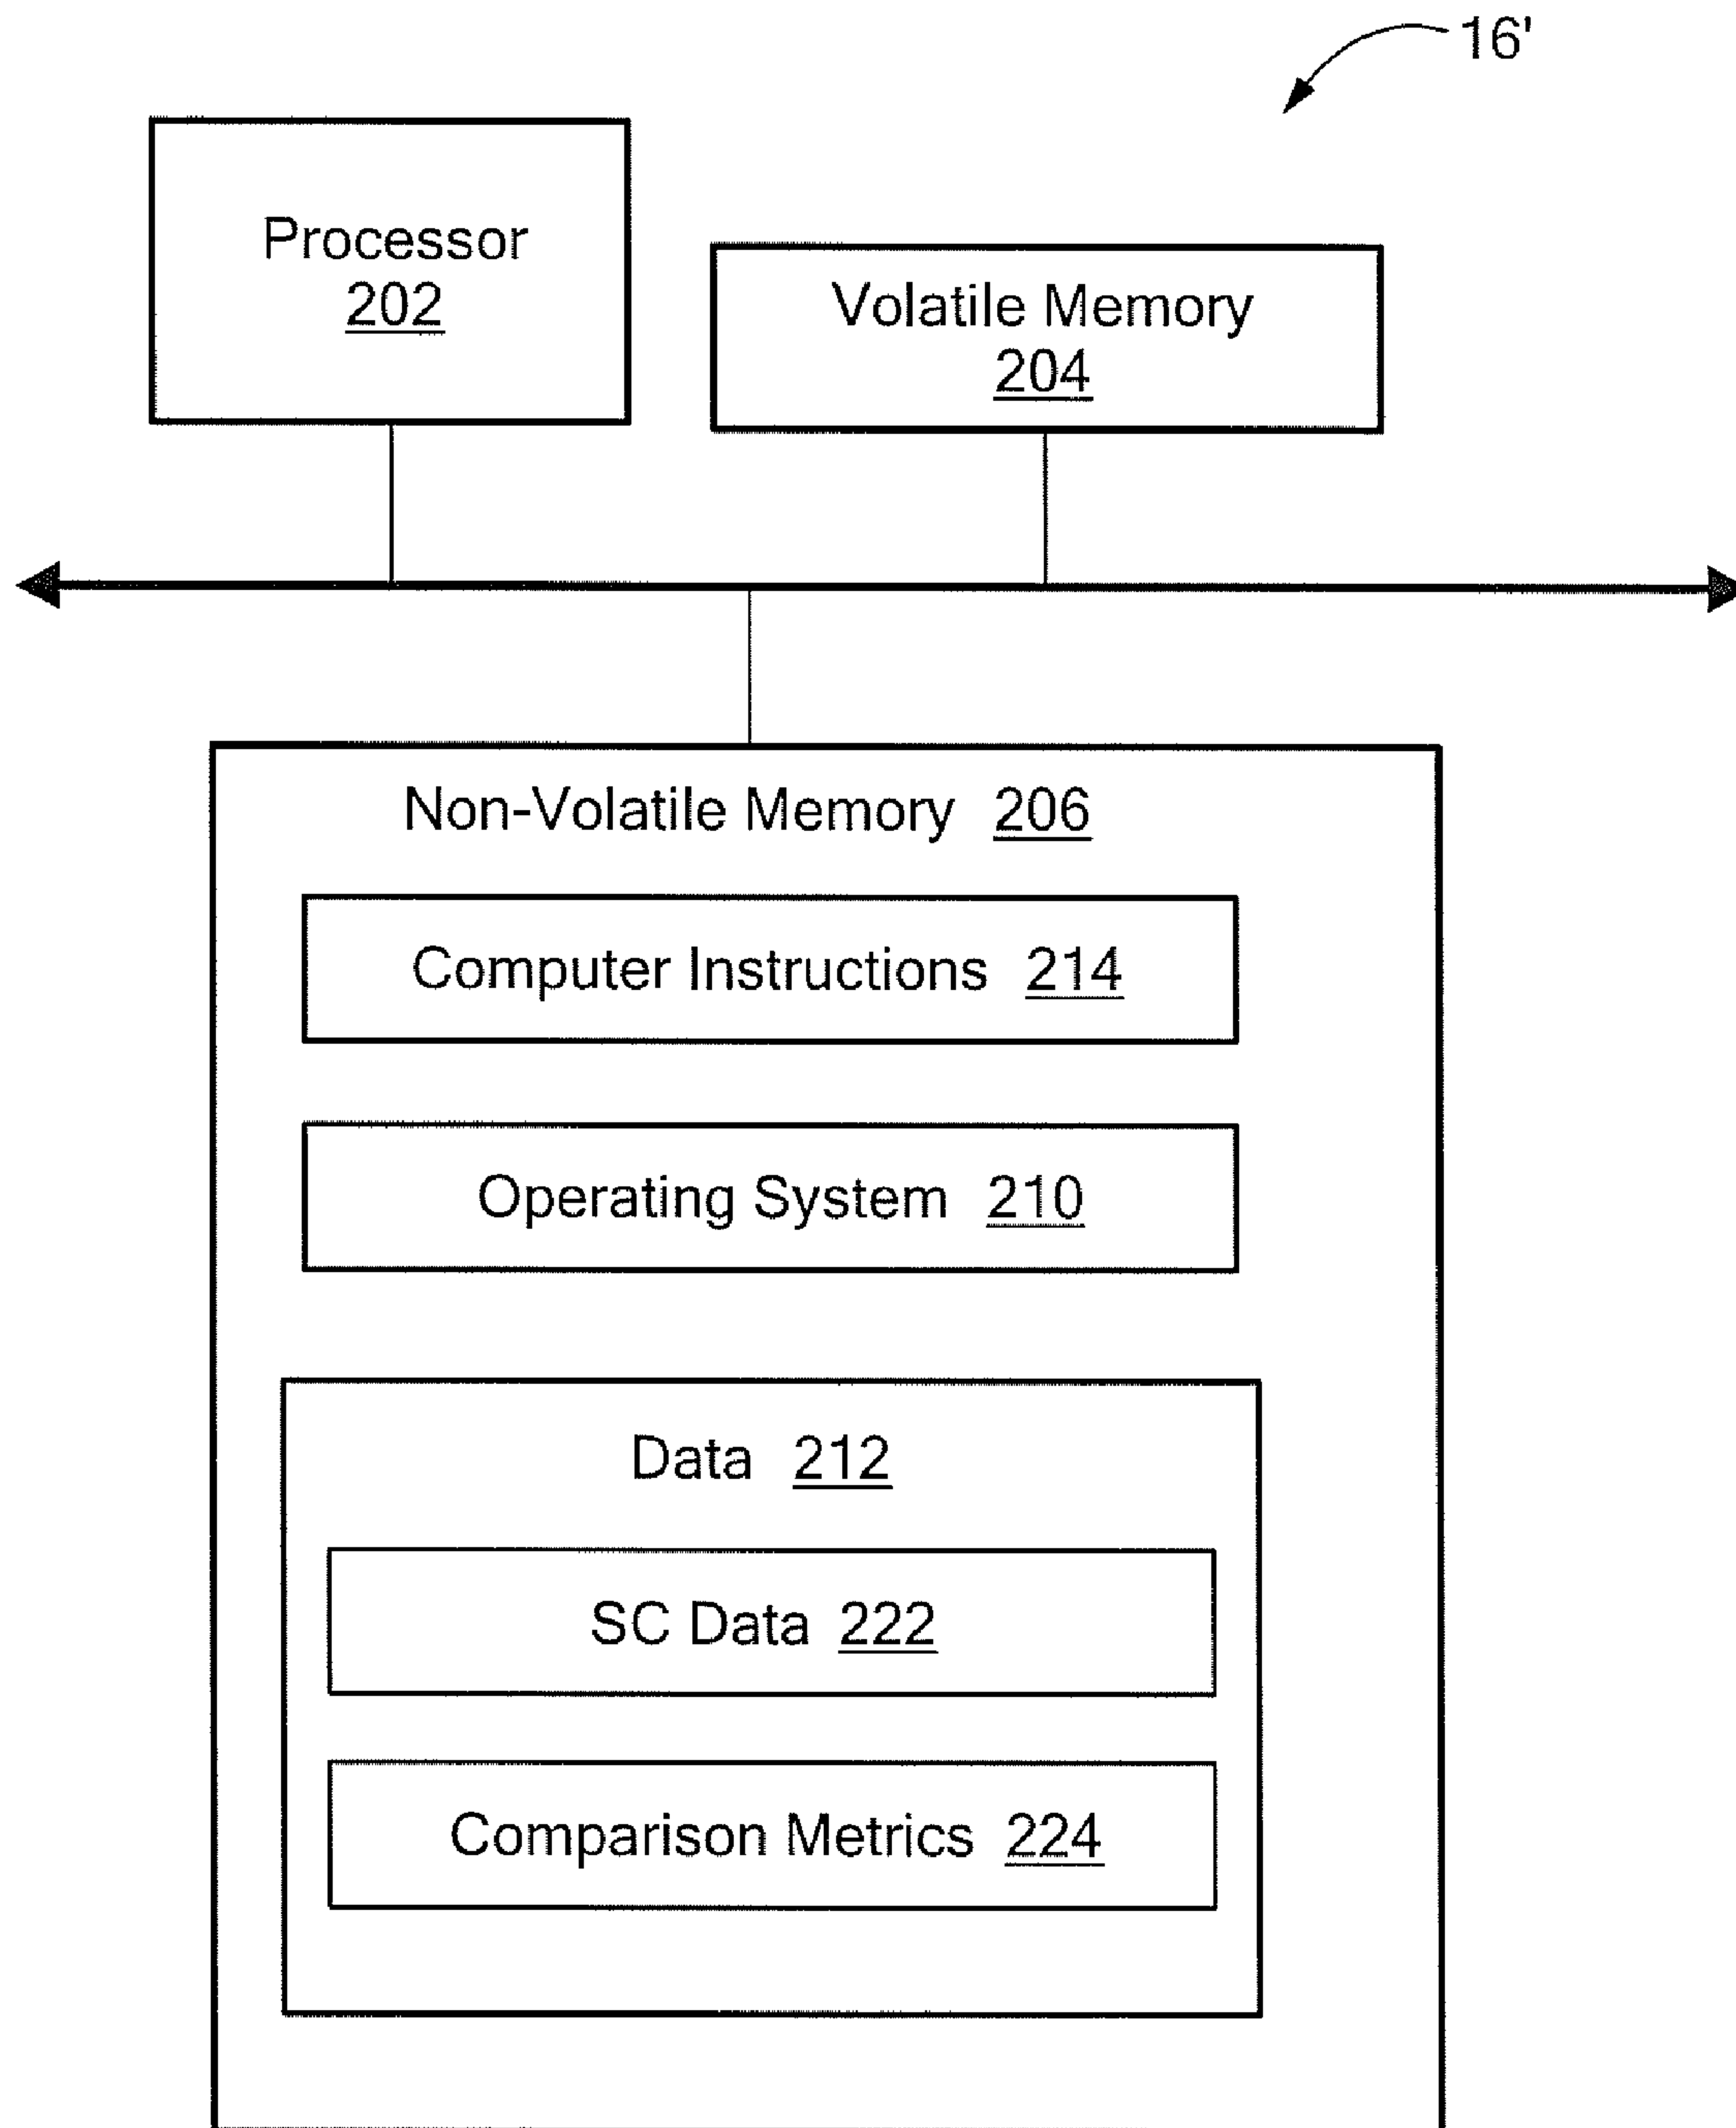 16'
Processor
202
Volatile Memory
204
Non-Volatile Memory 206
Computer Instructions 214
Operating System 210
Data 212
SC Data 222
Comparison Metrics 224